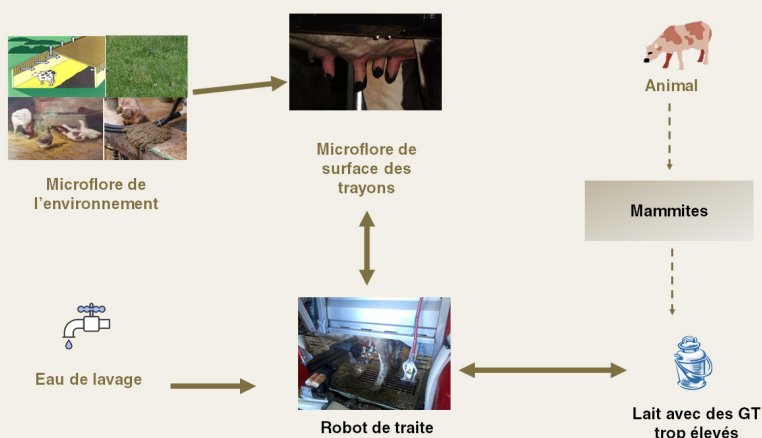 Animal
Microflore de
surface des
trayons
Microflore de
l'environnement
Mammites
Eau de lavage
Robot de traite
Lait avec des GT
trop élevés